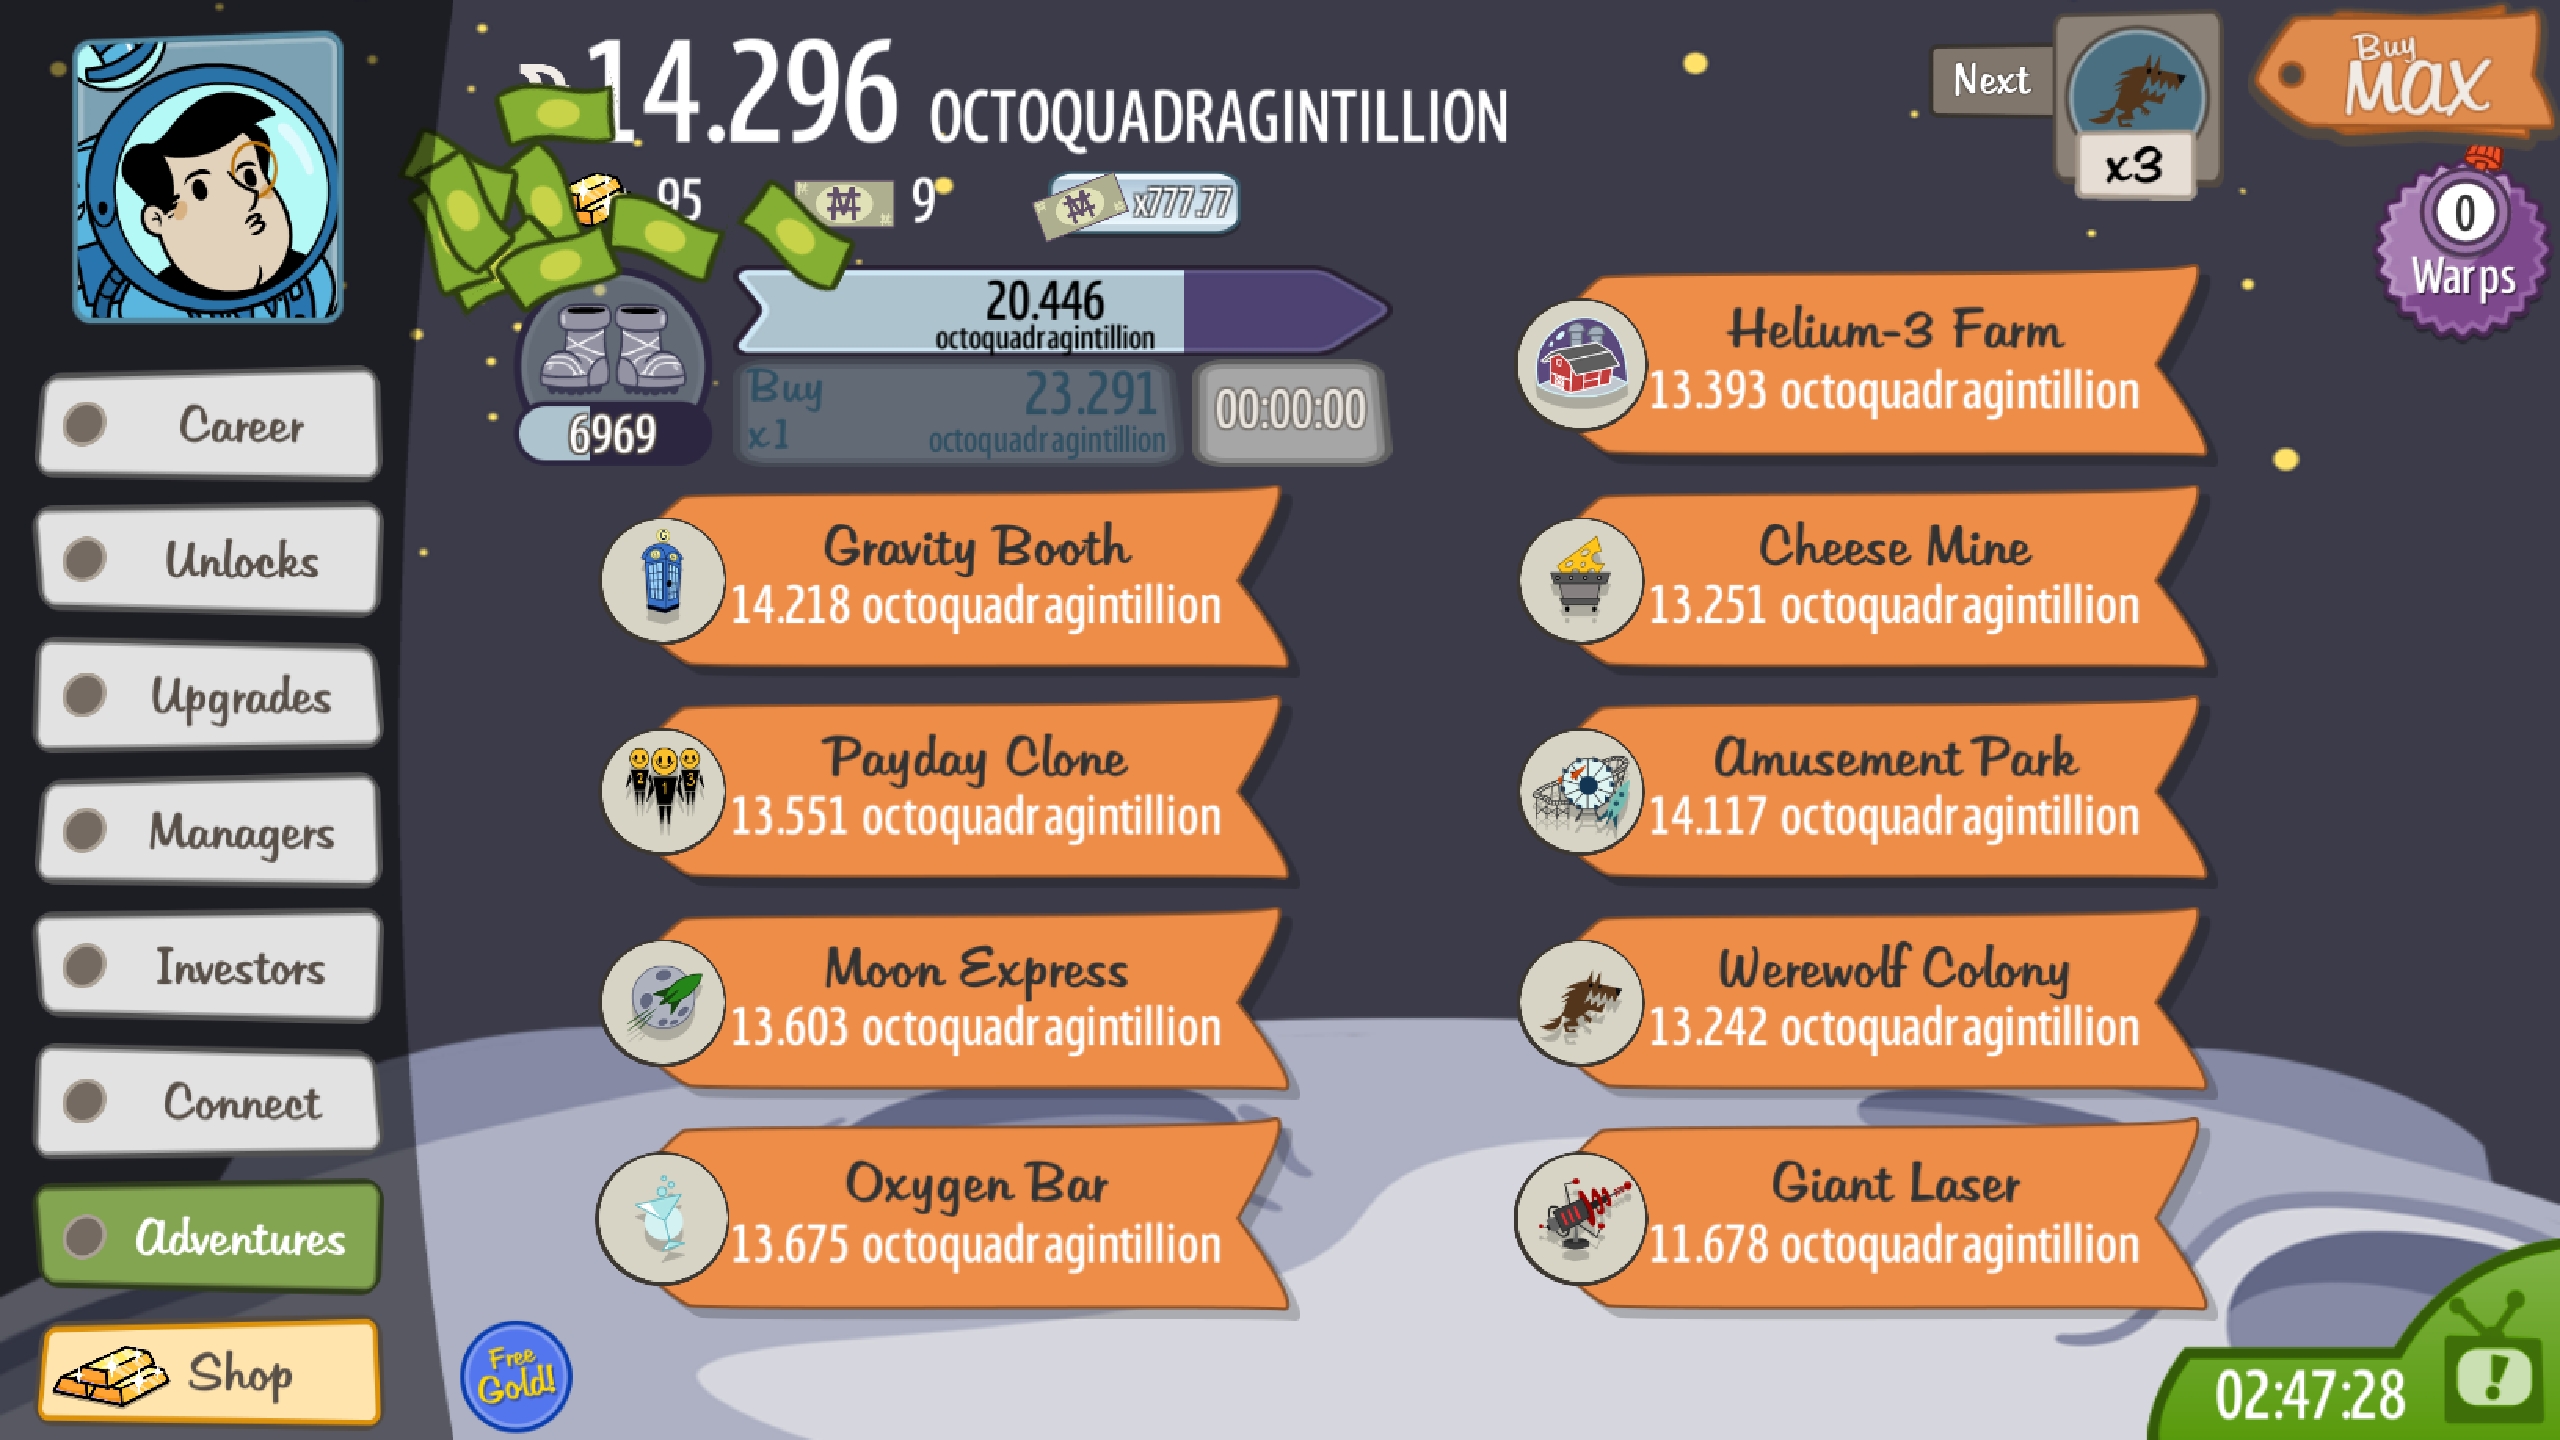 14.296 OCTOQUADRAGINTILLION
95
9
x777.77
Next
x3
Buy
MAX
0
Warps
20.446
octoquadragintillion
Buy
x1
23.291
octoquadragintillion
00:00:00
6969
Career
Unlocks
Upgrades
Managers
Investors
Connect
Adventures
Shop
Gravity Booth
14.218 octoquadragintillion
Payday Clone
13.551 octoquadragintillion
Moon Express
13.603 octoquadragintillion
Oxygen Bar
13.675 octoquadragintillion
Helium-3 Farm
13.393 octoquadragintillion
Cheese Mine
13.251 octoquadragintillion
Amusement Park
14.117 octoquadragintillion
Werewolf Colony
13.242 octoquadragintillion
Giant Laser
11.678 octoquadragintillion
Free
Gold!
02:47:28